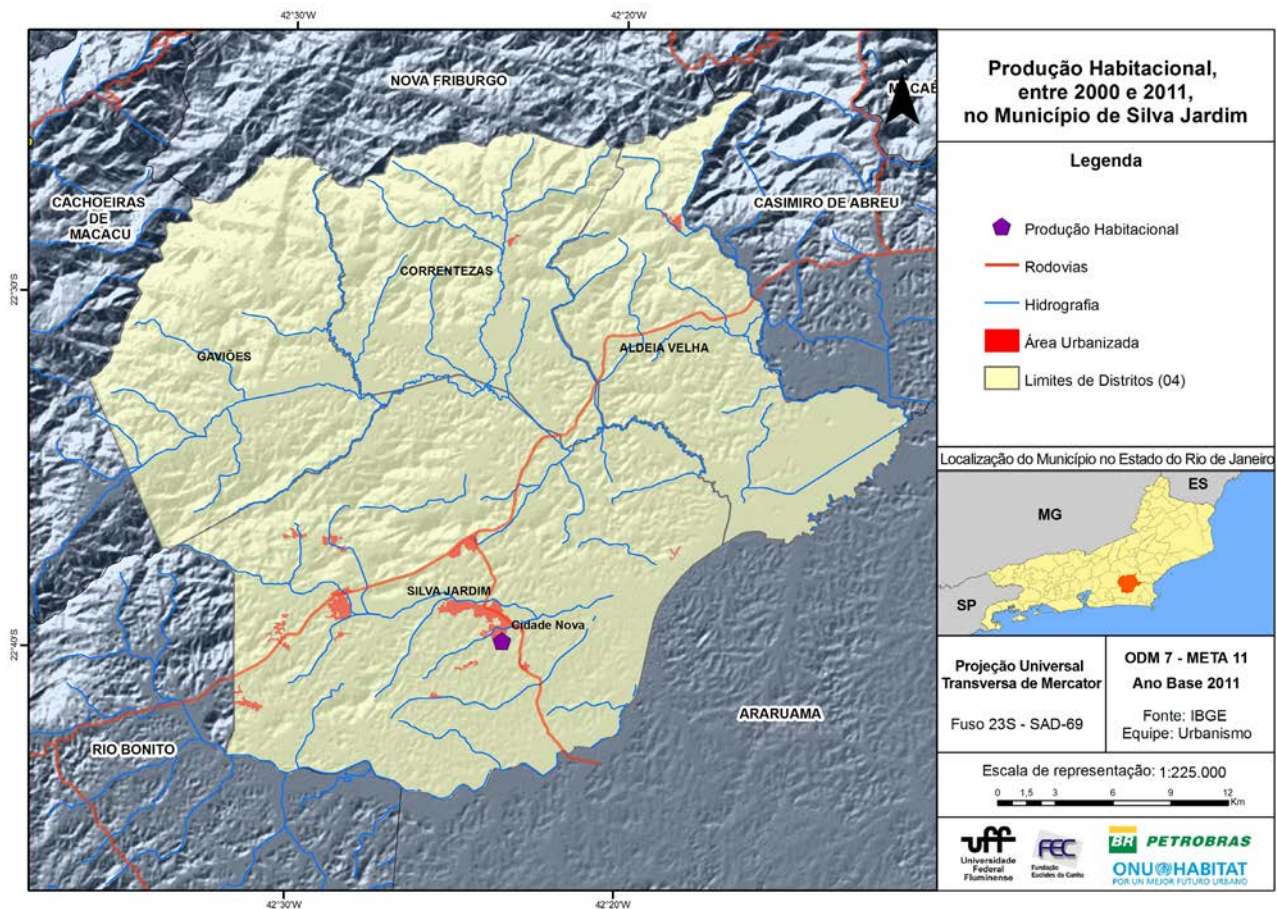 42°30'W
42°20'W
NOVA FRIBURGO
CACHOEIRAS
DE
MACACU
CASIMIRO DE ABREU
22°30'S
CORRENTEZAS
GAVIÕES
ALDEIA VELHA
SILVA JARDIM
Cidade Nova
22°40'S
ARARUAMA
RIO BONITO
42°30'W
42°20'W
Produção Habitacional,
entre 2000 e 2011,
no Município de Silva Jardim
Legenda
Produção Habitacional
Rodovias
Hidrografia
Área Urbanizada
Limites de Distritos (04)
Localização do Município no Estado do Rio de Janeiro
ES
MG
SP
Projeção Universal
Transversa de Mercator
Fuso 23S - SAD-69
ODM 7 - META 11
Ano Base 2011
Fonte: IBGE
Equipe: Urbanismo
Escala de representação: 1:225.000
0 1,5 3 6 9 12
Km
uff
Universidade
Federal
Fluminense
FEC
Fundação
Euclides da Cunha
BR PETROBRAS
ONU HABITAT
POR UN MEJOR FUTURO URBANO